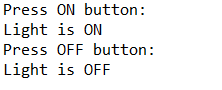 Press ON button:
Light is ON
Press OFF button:
Light is OFF